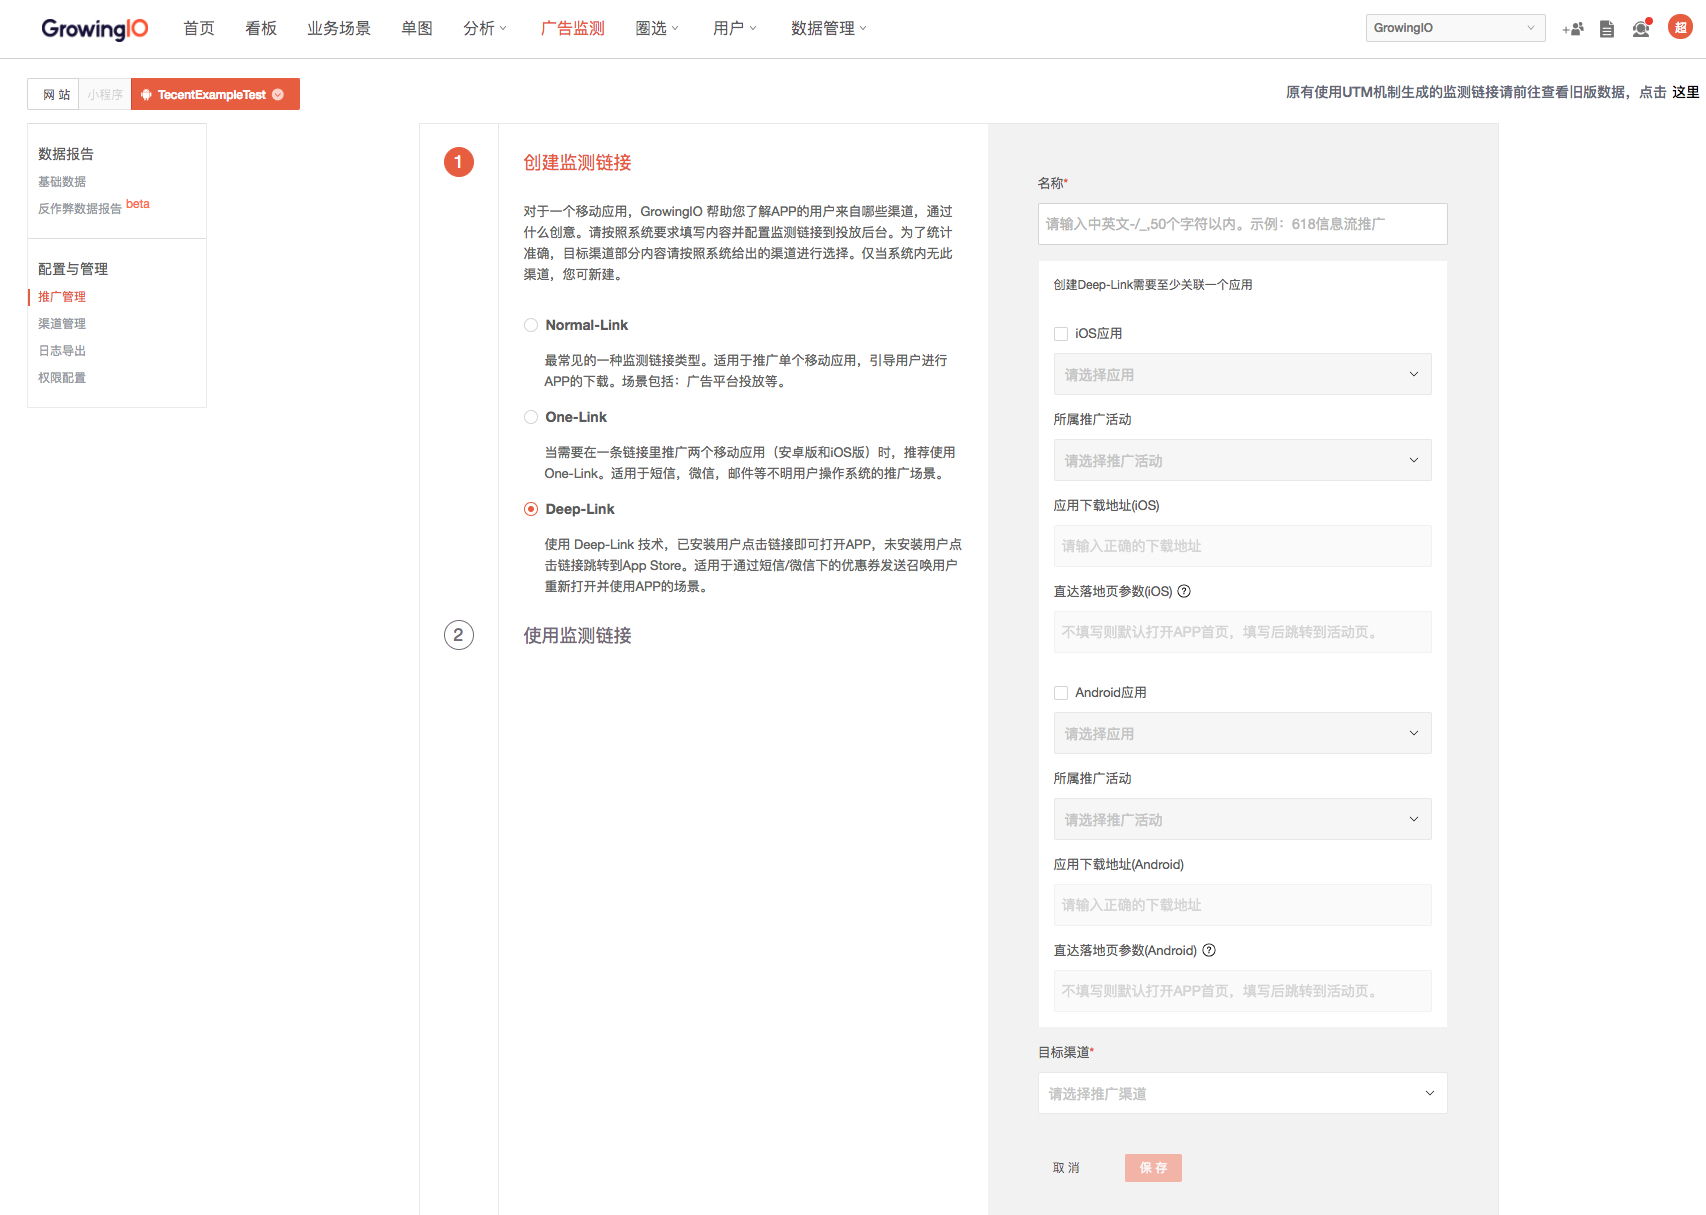 GrowingIO
首页
看板
业务场景
单图
分析
广告监测
圈选
用户
数据管理
GrowingIO
超
网 站
小程序
TecentExampleTest
原有使用UTM机制生成的监测链接请前往查看旧版数据，点击 这里
数据报告
基础数据
反作弊数据报告 beta
配置与管理
推广管理
渠道管理
日志导出
权限配置
1
创建监测链接
对于一个移动应用，GrowingIO 帮助您了解APP的用户来自哪些渠道，通过
什么创意。请按照系统要求填写内容并配置监测链接到投放后台。为了统计
准确，目标渠道部分内容请按照系统给出的渠道进行选择。仅当系统内无此
渠道，您可新建。
Normal-Link
最常见的一种监测链接类型。适用于推广单个移动应用，引导用户进行
APP的下载。场景包括：广告平台投放等。
One-Link
当需要在一条链接里推广两个移动应用（安卓版和iOS版）时，推荐使用
One-Link。适用于短信，微信，邮件等不明用户操作系统的推广场景。
Deep-Link
使用 Deep-Link 技术，已安装用户点击链接即可打开APP，未安装用户点
击链接跳转到App Store。适用于通过短信/微信下的优惠券发送召唤用户
重新打开并使用APP的场景。
2
使用监测链接
名称*
请输入中英文-/_,50个字符以内。示例：618信息流推广
创建Deep-Link需要至少关联一个应用
iOS应用
请选择应用
所属推广活动
请选择推广活动
应用下载地址(iOS)
请输入正确的下载地址
直达落地页参数(iOS) ?
不填写则默认打开APP首页，填写后跳转到活动页。
Android应用
请选择应用
所属推广活动
请选择推广活动
应用下载地址(Android)
请输入正确的下载地址
直达落地页参数(Android) ?
不填写则默认打开APP首页，填写后跳转到活动页。
目标渠道*
请选择推广渠道
取 消
保 存